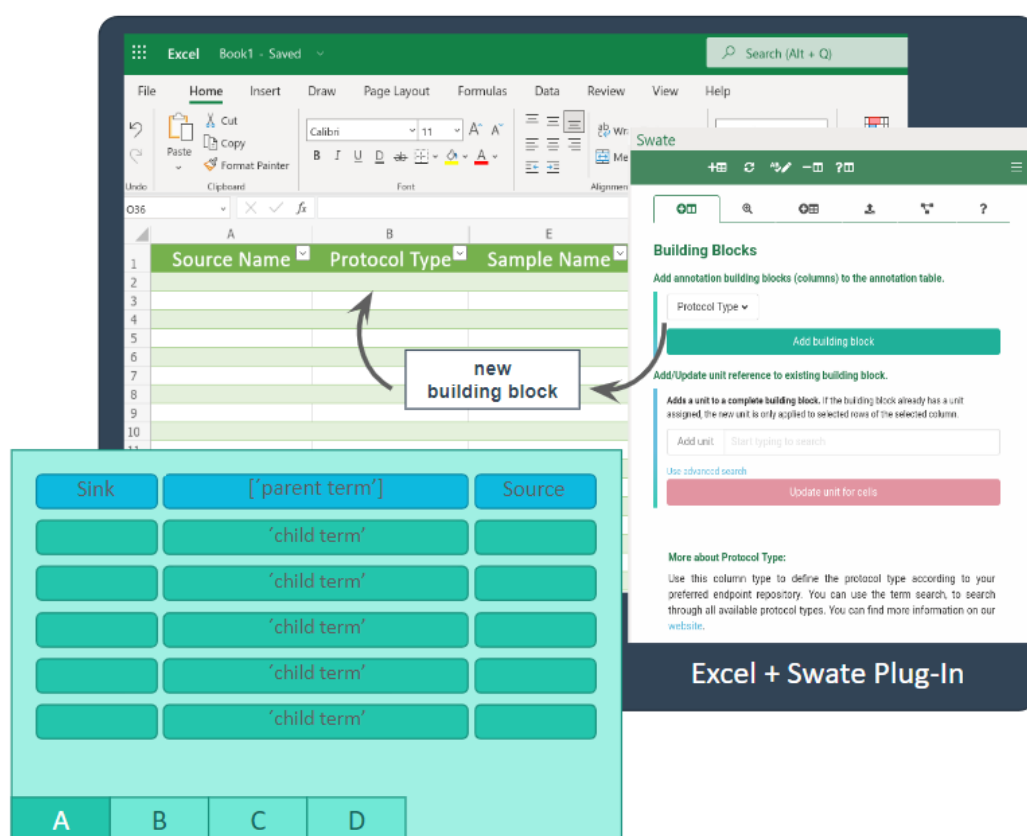 Excel Book1 - Saved
Search (Alt + Q)
File Home Insert Draw Page Layout Formulas Data Review View Help
Cut
Copy
Paste
Format Painter
Calibri 11
B I U D ab
Undo Clipboard Font Alignmen
O36 fx
A B E
1 Source Name Protocol Type Sample Name
2
3
4
5
6
7
8
9
10
new
building block
Swate
Building Blocks
Add annotation building blocks (columns) to the annotation table.
Protocol Type
Add building block
Add/Update unit reference to existing building block.
Adds a unit to a complete building block. If the building block already has a unit
assigned, the new unit is only applied to selected rows of the selected column.
Add unit Start typing to search
Use advanced search
Update unit for cells
More about Protocol Type:
Use this column type to define the protocol type according to your
preferred endpoint repository. You can use the term search, to search
through all available protocol types. You can find more information on our
website.
Excel + Swate Plug-In
Sink ['parent term'] Source
'child term'
'child term'
'child term'
'child term'
'child term'
A B C D